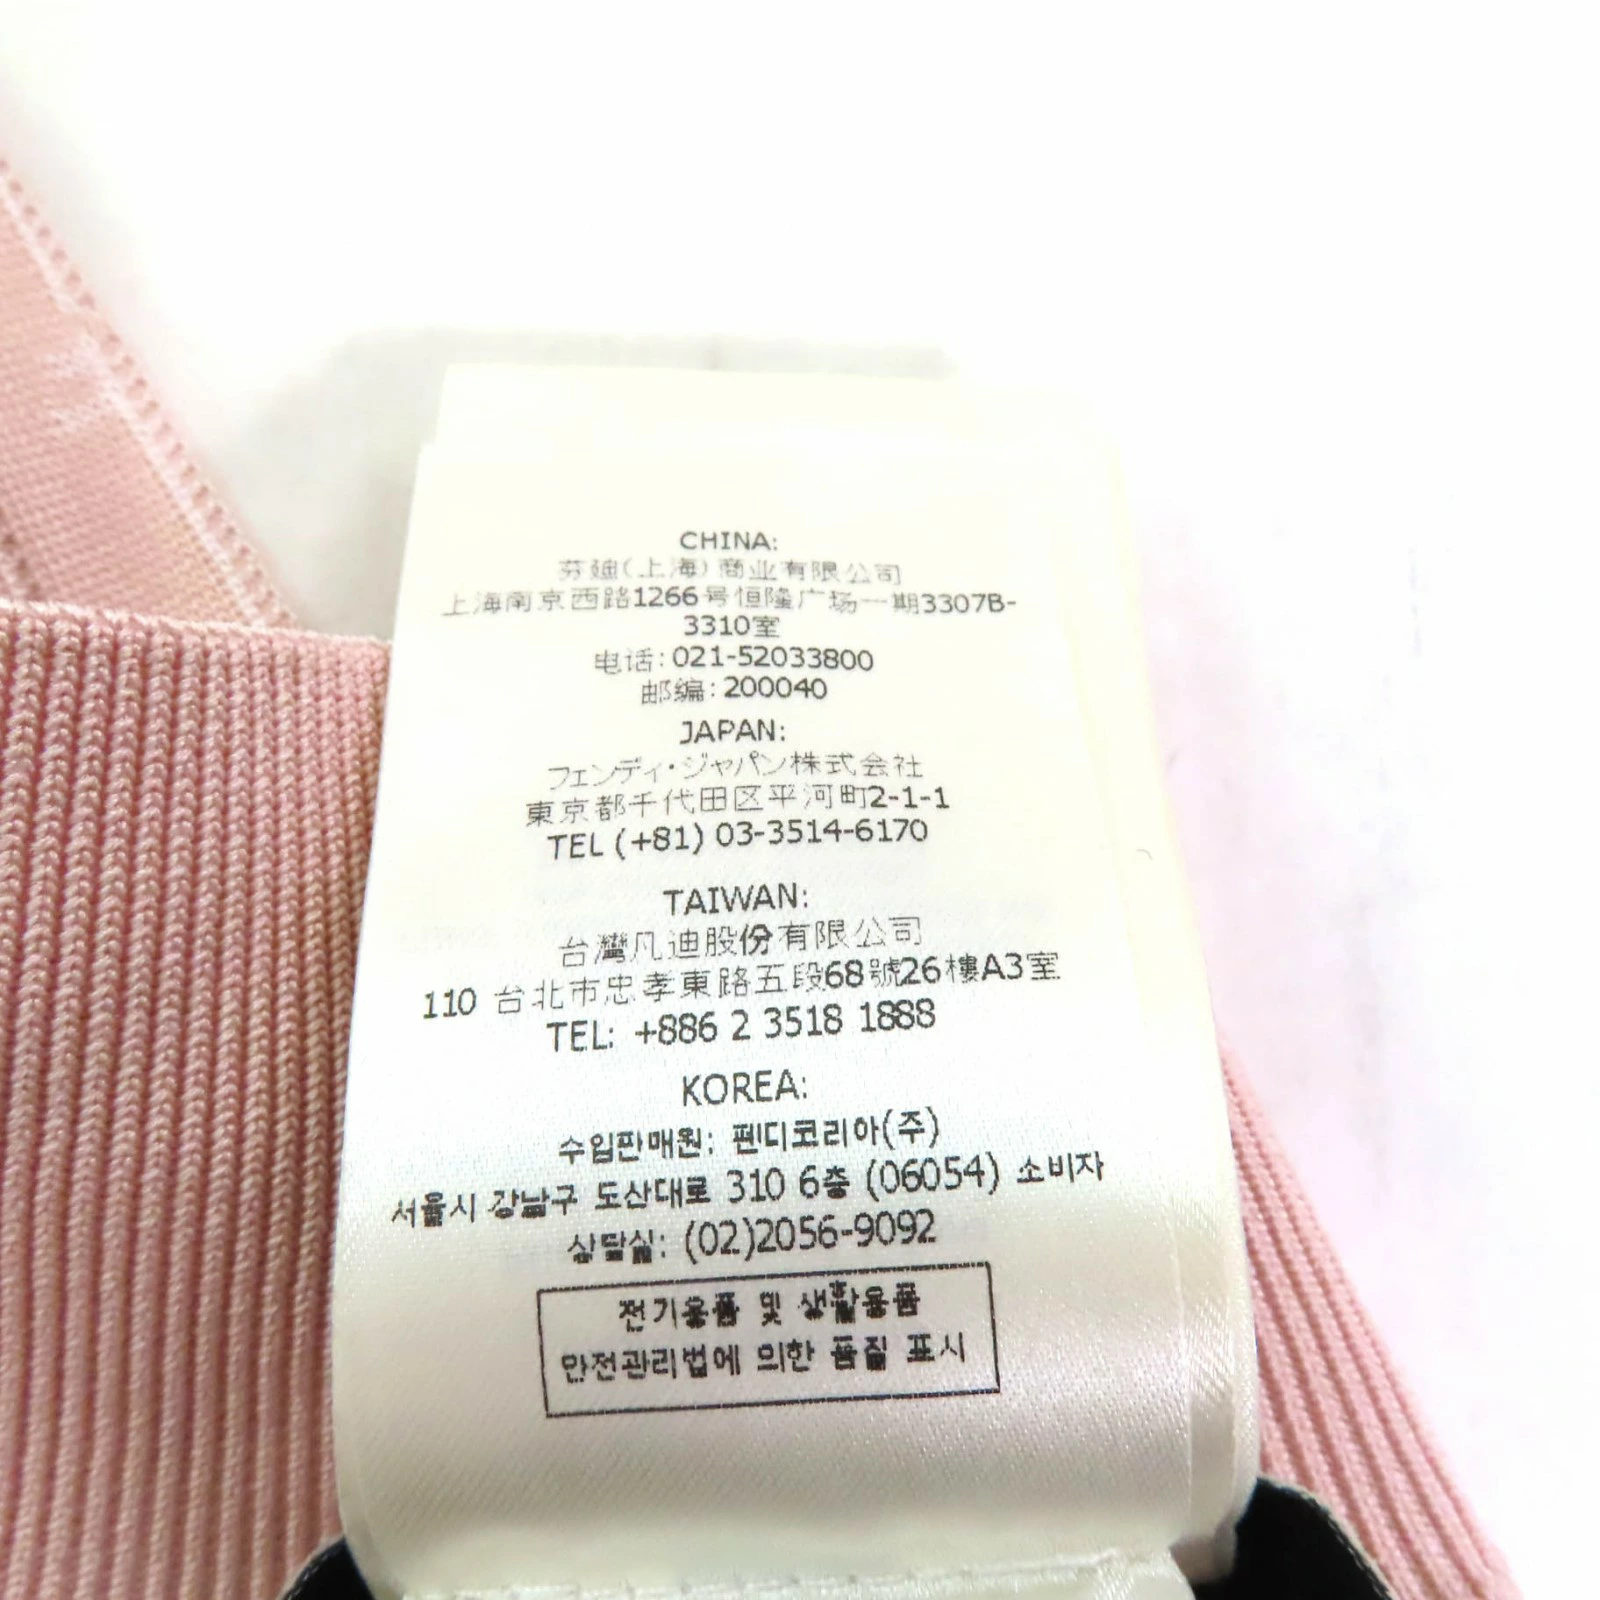 CHINA:
芬迪(上海)商业有限公司
上海南京西路1266号恒隆广场一期3307B-
3310室
电话:021-52033800
邮编:200040
JAPAN:
フェンディ・ジャパン株式会社
東京都千代田区平河町2-1-1
TEL (+81) 03-3514-6170
TAIWAN:
台灣凡迪股份有限公司
110 台北市忠孝東路五段68號26樓A3室
TEL: +886 2 3518 1888
KOREA:
수입판매원: 펜디코리아(주)
서울시 강남구 도산대로 310 6층 (06054) 소비자
상담실: (02)2056-9092
전기용품 및 생활용품
안전관리법에 의한 품질 표시